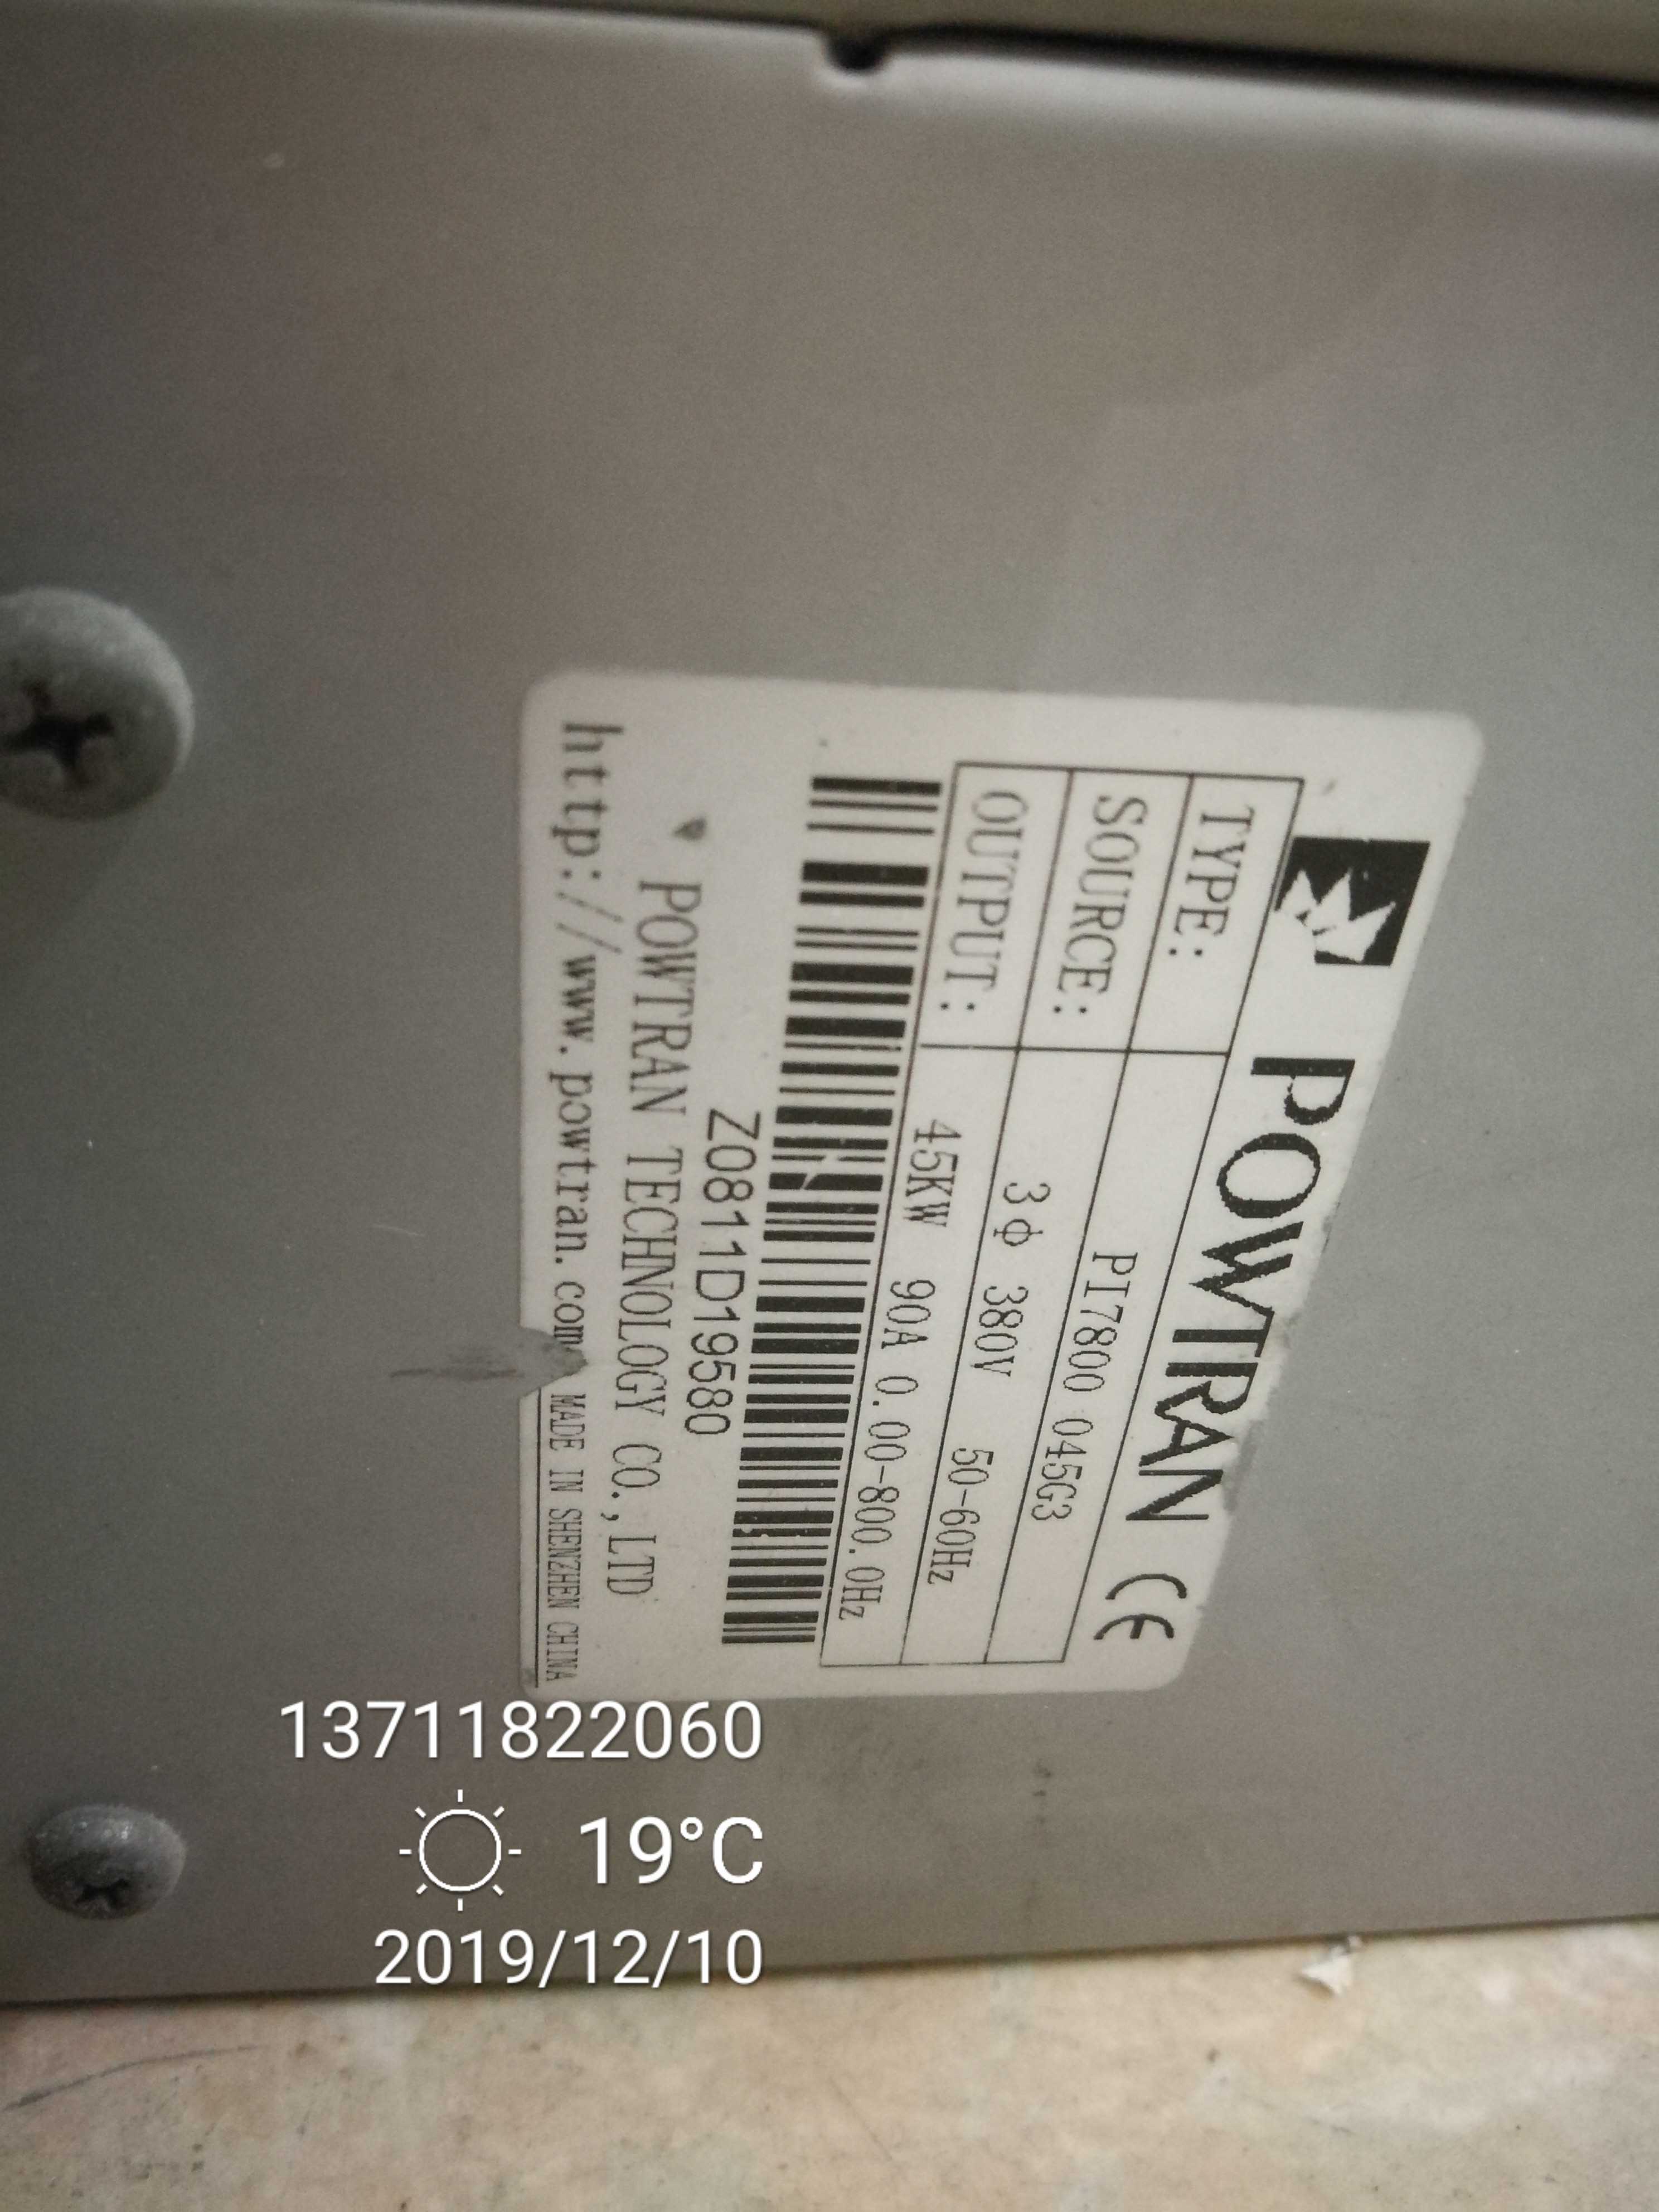 POWTRAN CE
TYPE: PI7800 045G3
SOURCE: 3Φ 380V 50-60Hz
OUTPUT: 45KW 90A 0.00-800.0Hz
Z0811D19580
POWTRAN TECHNOLOGY CO.,LTD
http://www.powtran.com MADE IN SHENZHEN CHINA
13711822060
19°C
2019/12/10